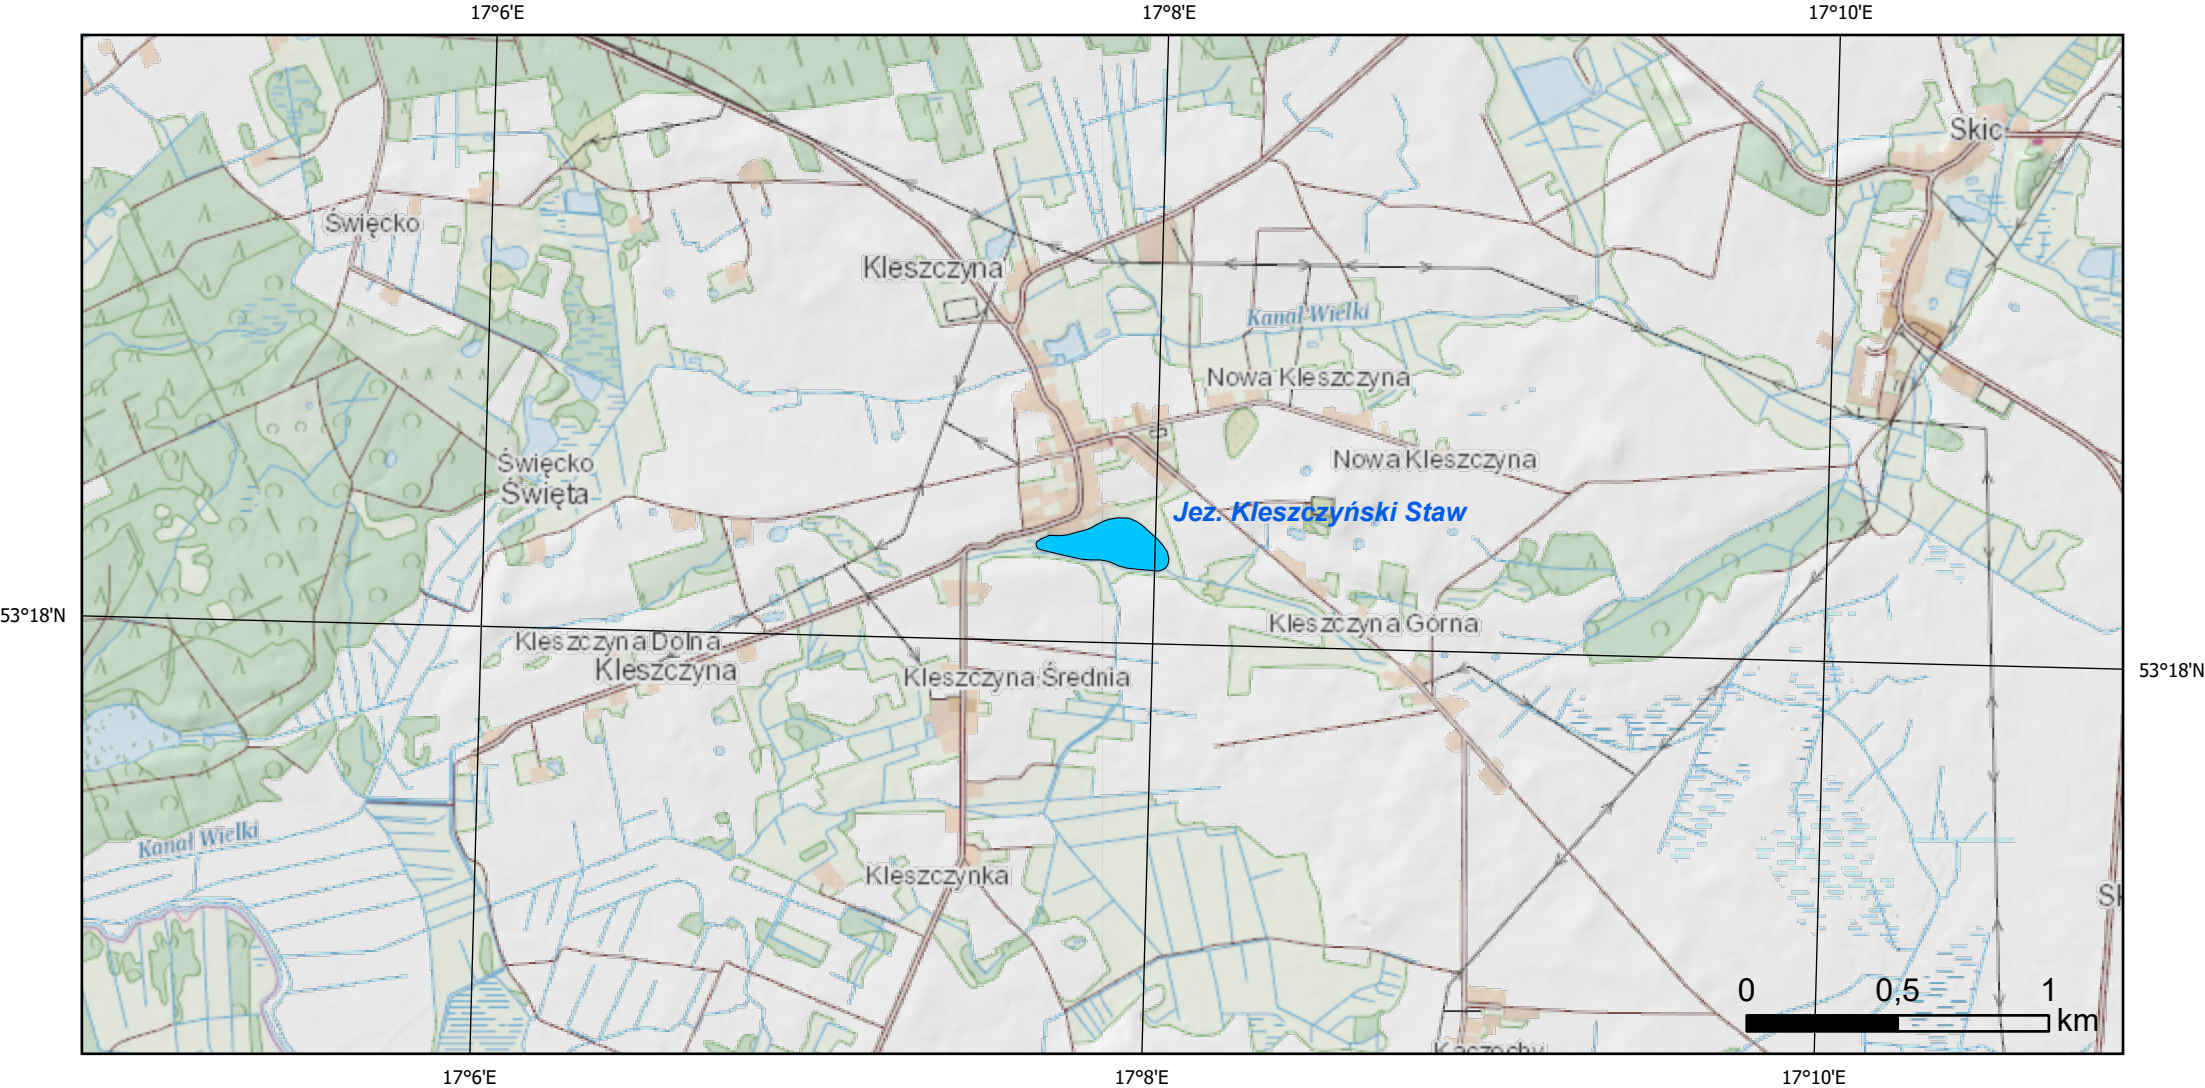 17°6'E
17°8'E
17°10'E
Skic
Święcko
Kleszczyna
Kanał Wielki
Nowa Kleszczyna
Święcko
Święta
Nowa Kleszczyna
Jez. Kleszczyński Staw
53°18'N
Kleszczyna Dolna
Kleszczyna
Kleszczyna Górna
Kleszczyna Średnia
53°18'N
Kanał Wielki
Kleszczynka
Sk
0 0,5 1
km
Kaczochy
17°6'E
17°8'E
17°10'E